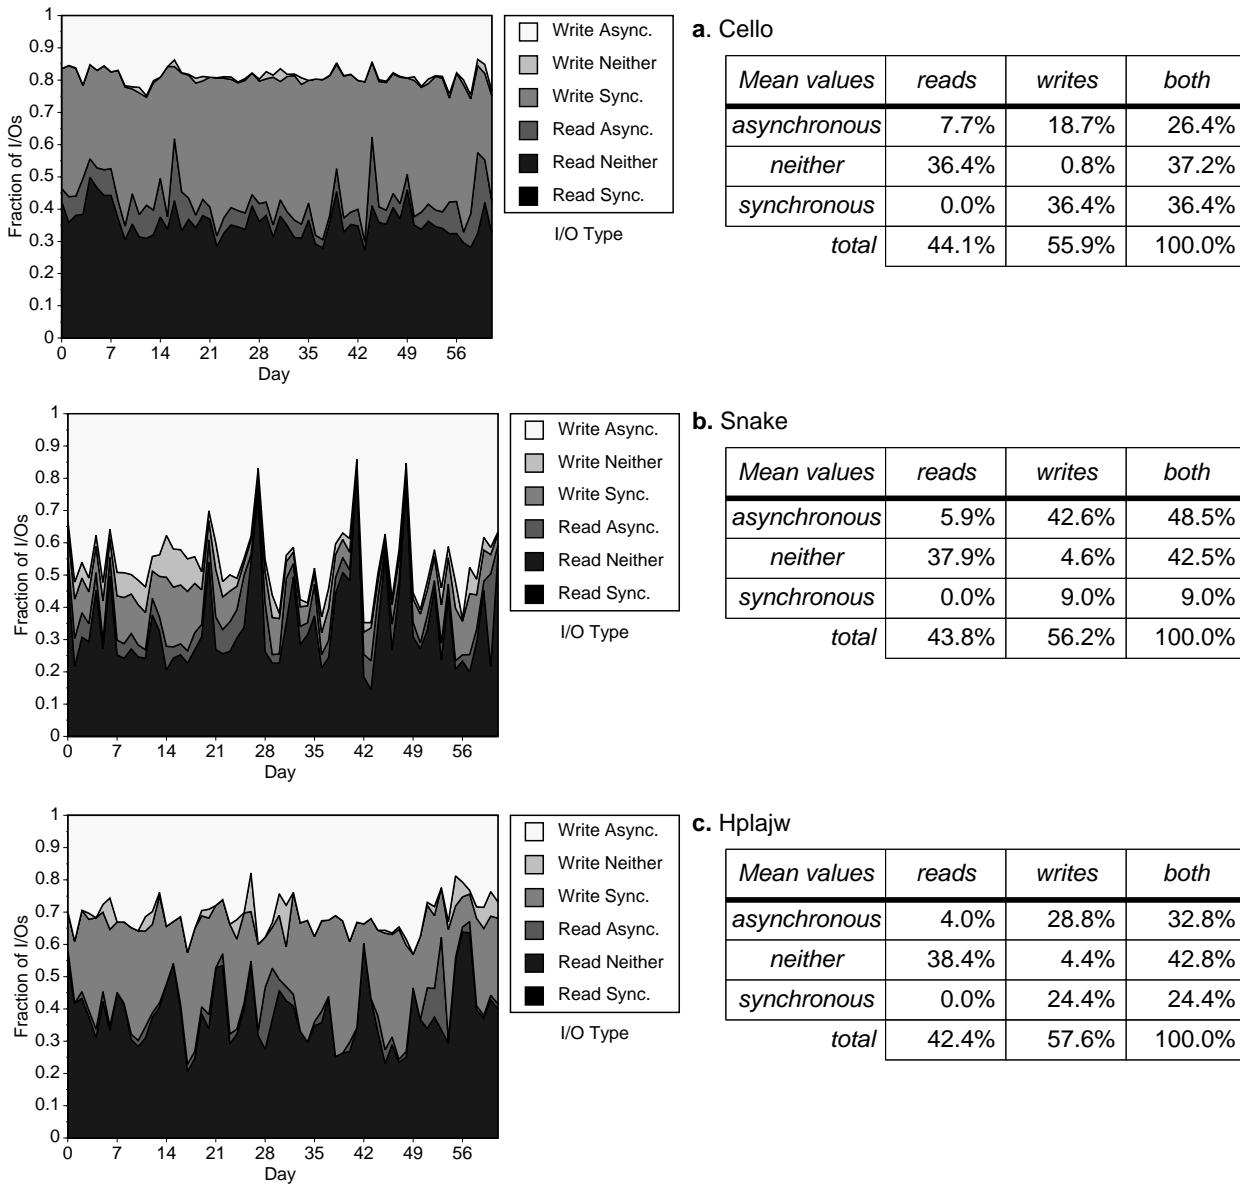 a. Cello
1
0.9
0.8
0.7
0.6
0.5
0.4
0.3
0.2
0.1
0
Fraction of I/Os
0 7 14 21 28 35 42 49 56
Day
Write Async.
Write Neither
Write Sync.
Read Async.
Read Neither
Read Sync.
I/O Type
Mean values reads writes both
asynchronous 7.7% 18.7% 26.4%
neither 36.4% 0.8% 37.2%
synchronous 0.0% 36.4% 36.4%
total 44.1% 55.9% 100.0%
b. Snake
1
0.9
0.8
0.7
0.6
0.5
0.4
0.3
0.2
0.1
0
Fraction of I/Os
0 7 14 21 28 35 42 49 56
Day
Write Async.
Write Neither
Write Sync.
Read Async.
Read Neither
Read Sync.
I/O Type
Mean values reads writes both
asynchronous 5.9% 42.6% 48.5%
neither 37.9% 4.6% 42.5%
synchronous 0.0% 9.0% 9.0%
total 43.8% 56.2% 100.0%
c. Hplajw
1
0.9
0.8
0.7
0.6
0.5
0.4
0.3
0.2
0.1
0
Fraction of I/Os
0 7 14 21 28 35 42 49 56
Day
Write Async.
Write Neither
Write Sync.
Read Async.
Read Neither
Read Sync.
I/O Type
Mean values reads writes both
asynchronous 4.0% 28.8% 32.8%
neither 38.4% 4.4% 42.8%
synchronous 0.0% 24.4% 24.4%
total 42.4% 57.6% 100.0%